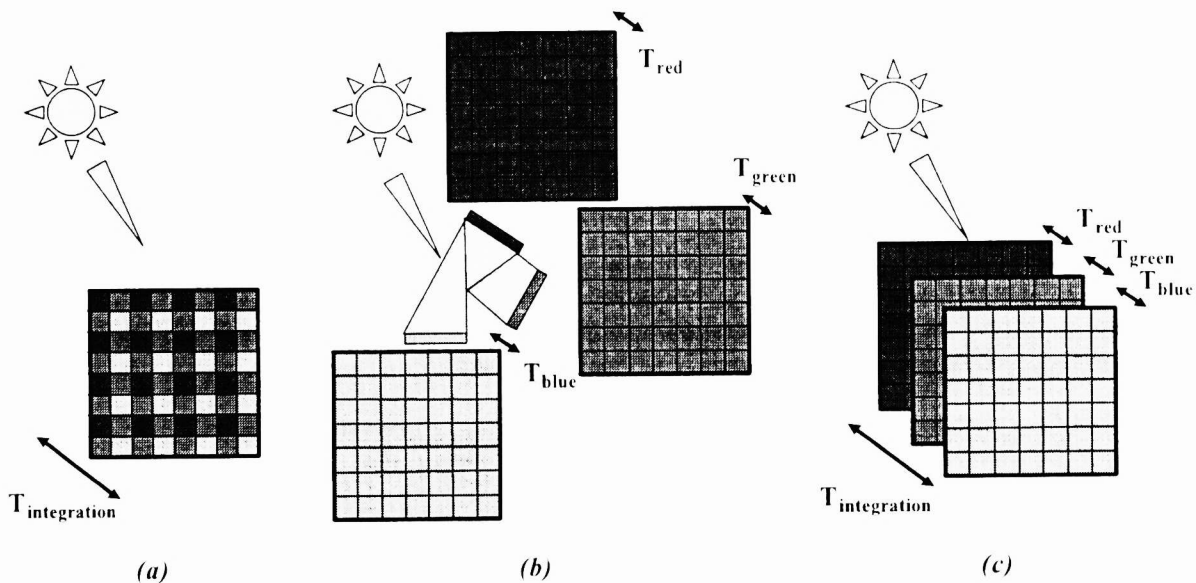 T red
T green
T blue
T integration
(a)
(b)
T red
T green
T blue
T integration
(c)